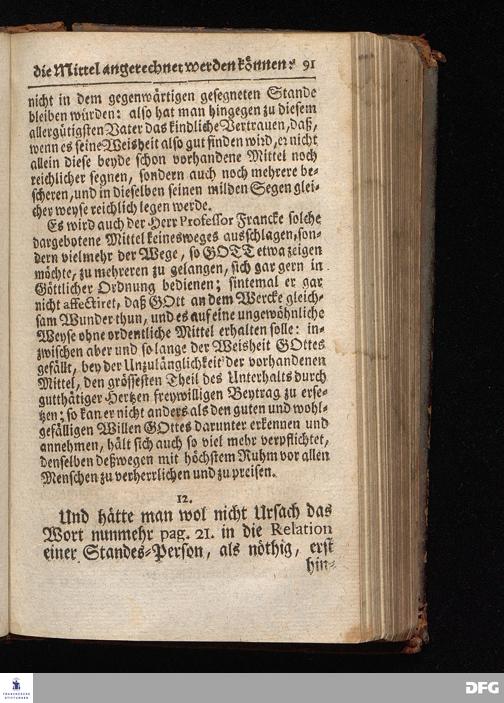 die Mittel angerechnet werden können: 91
nicht in dem gegenwärtigen gesegneten Stande
bleiben würden: also hat man hingegen zu diesem
allergütigsten Vater das kindliche Vertrauen, daß,
wenn es seine Weisheit also gut finden wird, er nicht
allein diese beyde schon vorhandene Mittel noch
reichlicher segnen, sondern auch noch mehrere be-
scheren, und in dieselben seinen milden Segen glei-
cher weyse reichlich legen werde.
Es wird auch der Herr Professor Francke solche
dargebotene Mittel keinesweges ausschlagen, son-
dern vielmehr der Wege, so GOTT etwa zeigen
möchte, zu mehreren zu gelangen, sich gar gern in
Göttlicher Ordnung bedienen; sintemal er gar
nicht affectiret, daß GOtt an dem Wercke gleich-
sam Wunder thun, und es auf eine ungewöhnliche
Weyse ohne ordentliche Mittel erhalten solle: in-
zwischen aber und so lange der Weisheit GOttes
gefällt, bey der Unzulänglichkeit der vorhandenen
Mittel, den grössesten Theil des Unterhalts durch
gutthätiger Hertzen freywilligen Beytrag zu erse-
tzen; so kan er nicht anders als den guten und wohl-
gefälligen Willen GOttes darunter erkennen und
annehmen, hält sich auch so viel mehr verpflichtet,
denselben deßwegen mit höchstem Ruhm vor allen
Menschen zu verherrlichen und zu preisen.
12.
Und hätte man wol nicht Ursach das
Wort nunmehr pag. 21. in die Relation
einer Standes-Person, als nöthig, erst
hin-
FRANCKESCHE
STIFTUNGEN
DFG